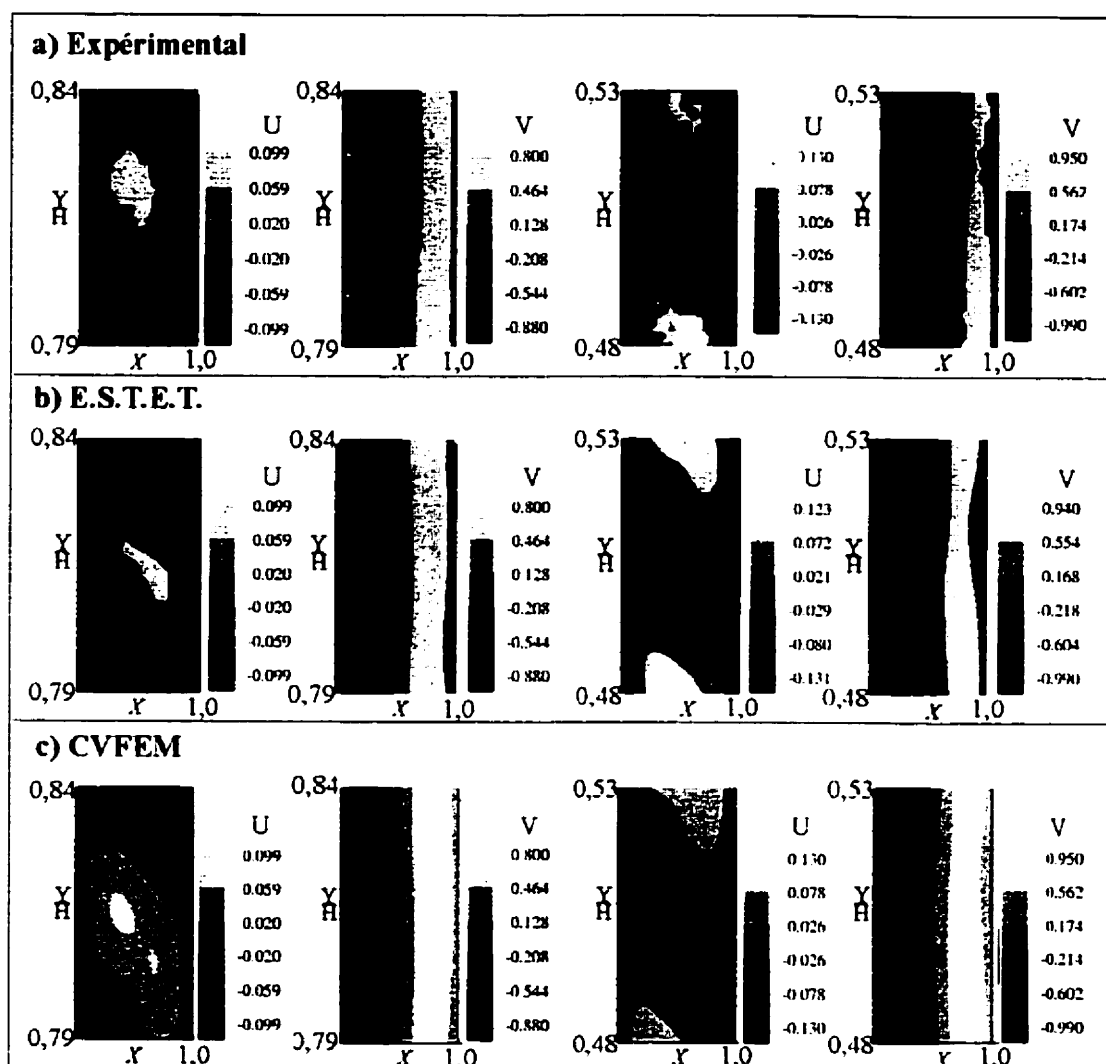 a) Expérimental
0,84 0,84 0,53 0,53
U V U V
0.099 0.800 0.130 0.950
0.059 0.464 0.078 0.562
Y/H 0.020 Y/H 0.128 Y/H 0.026 Y/H 0.174
-0.020 -0.208 -0.026 -0.214
-0.059 -0.544 -0.078 -0.602
-0.099 -0.880 -0.130 -0.990
0,79 0,79 0,48 0,48
x 1,0 x 1,0 x 1,0 x 1,0
b) E.S.T.E.T.
0,84 0,84 0,53 0,53
U V U V
0.099 0.800 0.123 0.940
0.059 0.464 0.072 0.554
Y/H 0.020 Y/H 0.128 Y/H 0.021 Y/H 0.168
-0.020 -0.208 -0.029 -0.218
-0.059 -0.544 -0.080 -0.604
-0.099 -0.880 -0.131 -0.990
0,79 0,79 0,48 0,48
x 1,0 x 1,0 x 1,0 x 1,0
c) CVFEM
0,84 0,84 0,53 0,53
U V U V
0.099 0.800 0.130 0.950
0.059 0.464 0.078 0.562
Y/H 0.020 Y/H 0.128 Y/H 0.026 Y/H 0.174
-0.020 -0.208 -0.026 -0.214
-0.059 -0.544 -0.078 -0.602
-0.099 -0.880 -0.130 -0.990
0,79 0,79 0,48 0,48
x 1,0 x 1,0 x 1,0 x 1,0